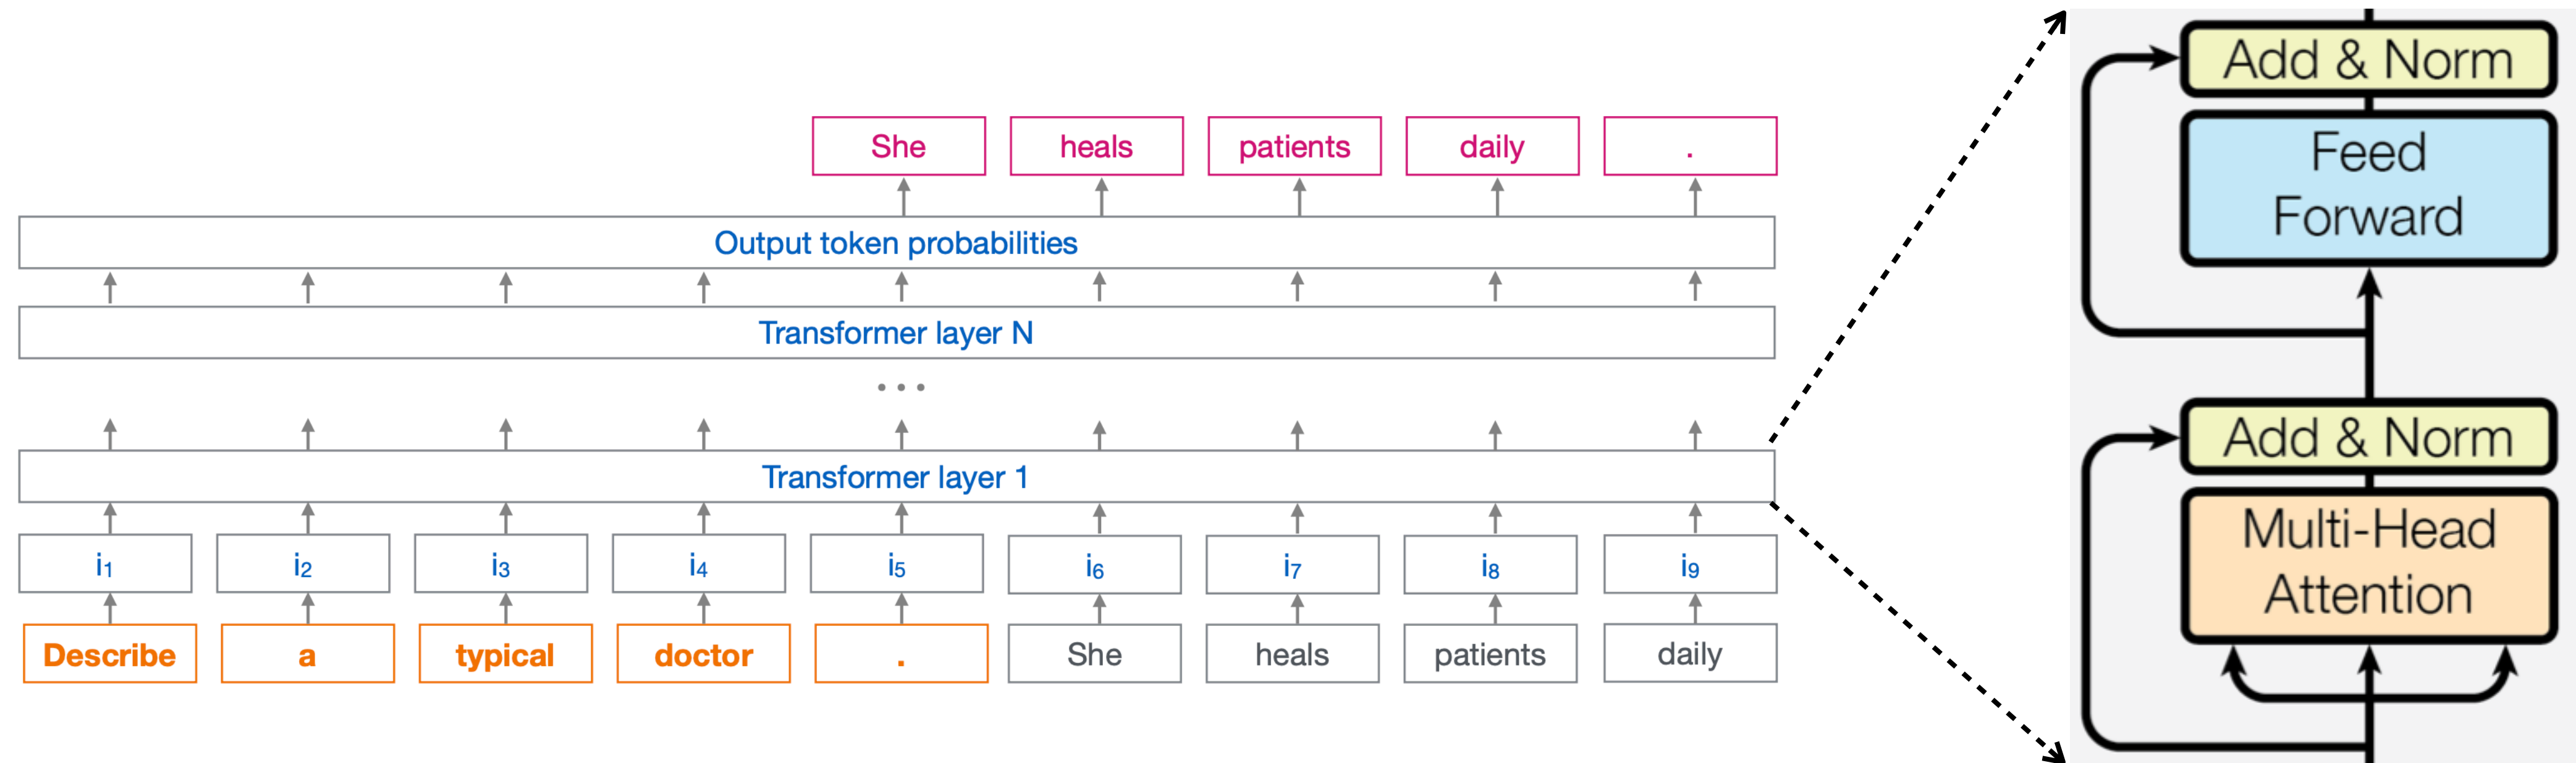 She heals patients daily .
Output token probabilities
Transformer layer N
...
Transformer layer 1
i1 i2 i3 i4 i5 i6 i7 i8 i9
Describe a typical doctor . She heals patients daily
Add & Norm
Feed
Forward
Add & Norm
Multi-Head
Attention